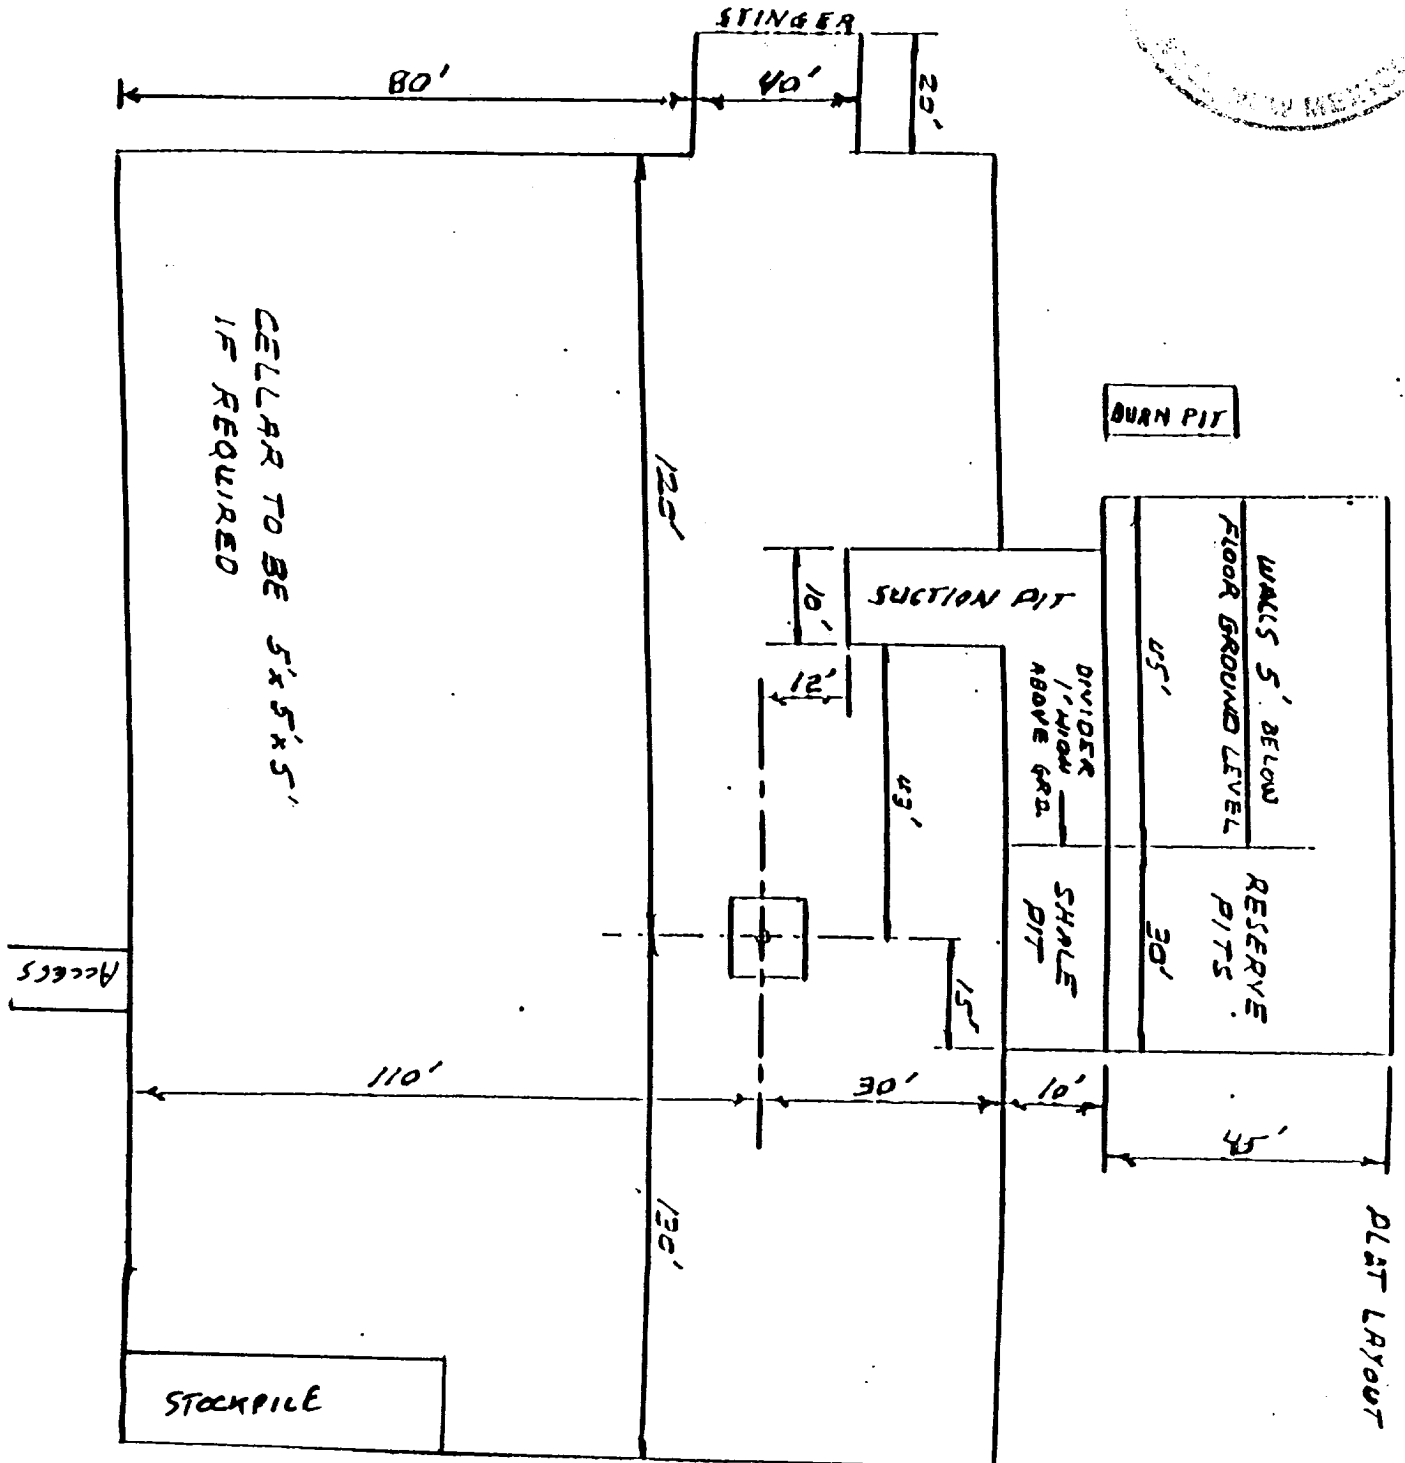 STINGER
80'
40'
20'
NEW MEXICO
BURN PIT
CELLAR TO BE 5'x5'x5'
IF REQUIRED
WALLS 5' BELOW
FLOOR GROUND LEVEL
45'
30'
RESERVE
PITS
SUCTION PIT
10'
12'
43'
15'
DIVIDER
1' HIGH
ABOVE GRD.
SHALE
PIT
ACCESS
110'
30'
10'
45'
STOCKPILE
PLAT LAYOUT